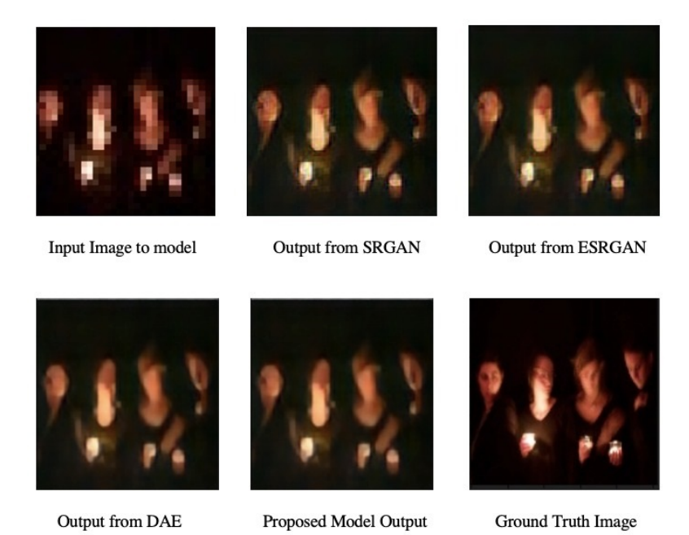 Input Image to model
Output from SRGAN
Output from ESRGAN
Output from DAE
Proposed Model Output
Ground Truth Image